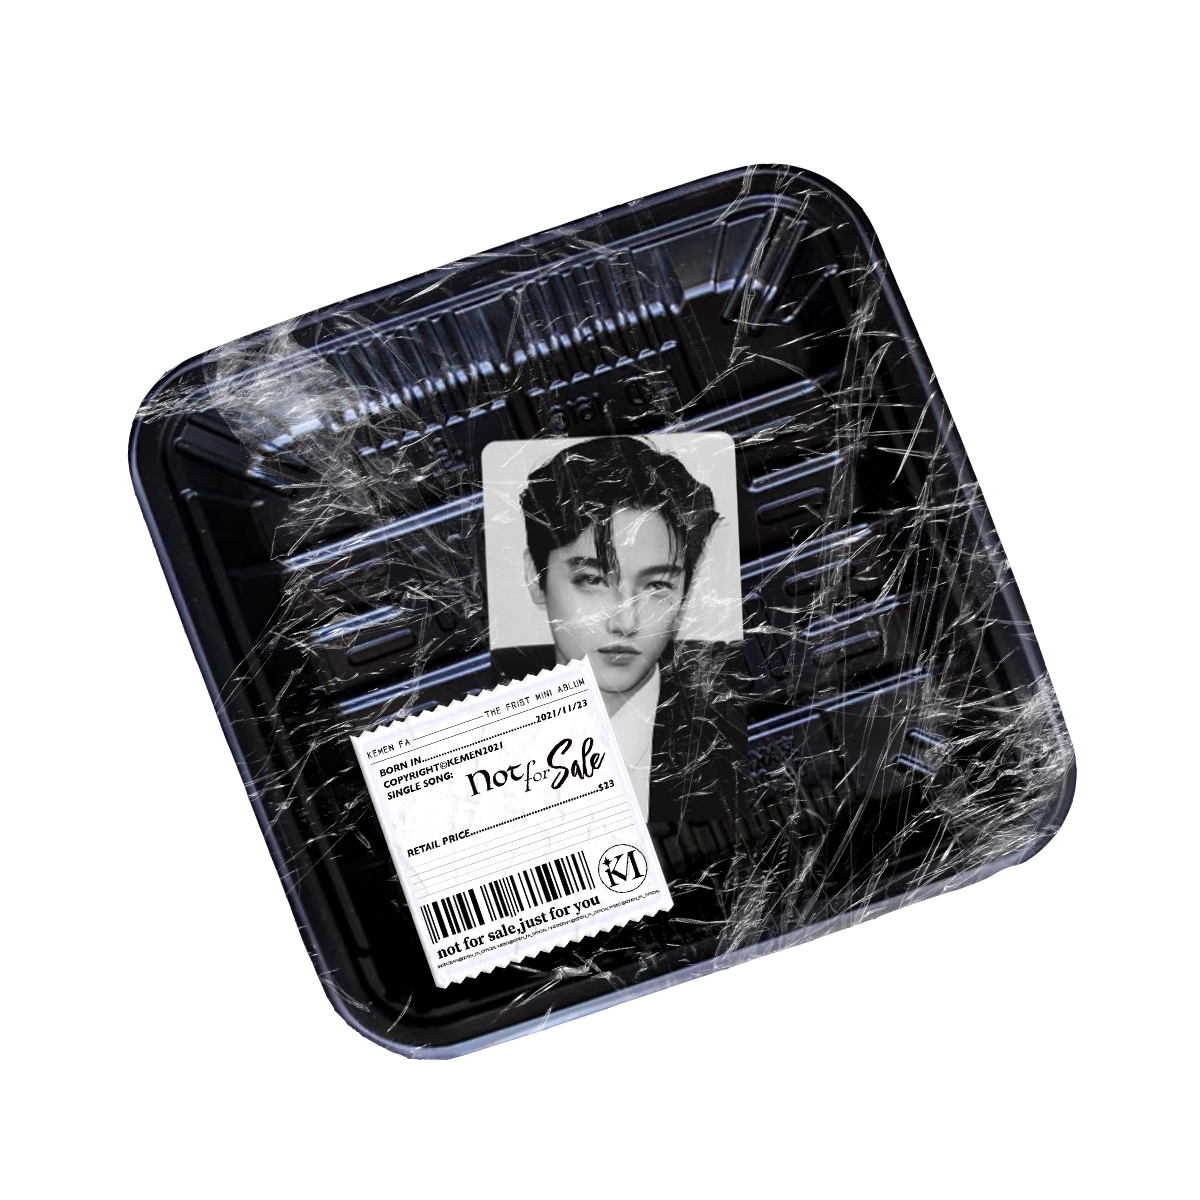 KEMEN FA THE FRIST MINI ABLUM
BORN IN 2021/11/23
COPYRIGHT©KEMEN2021
SINGLE SONG: not for Sale
RETAIL PRICE $23
KM
not for sale,just for you